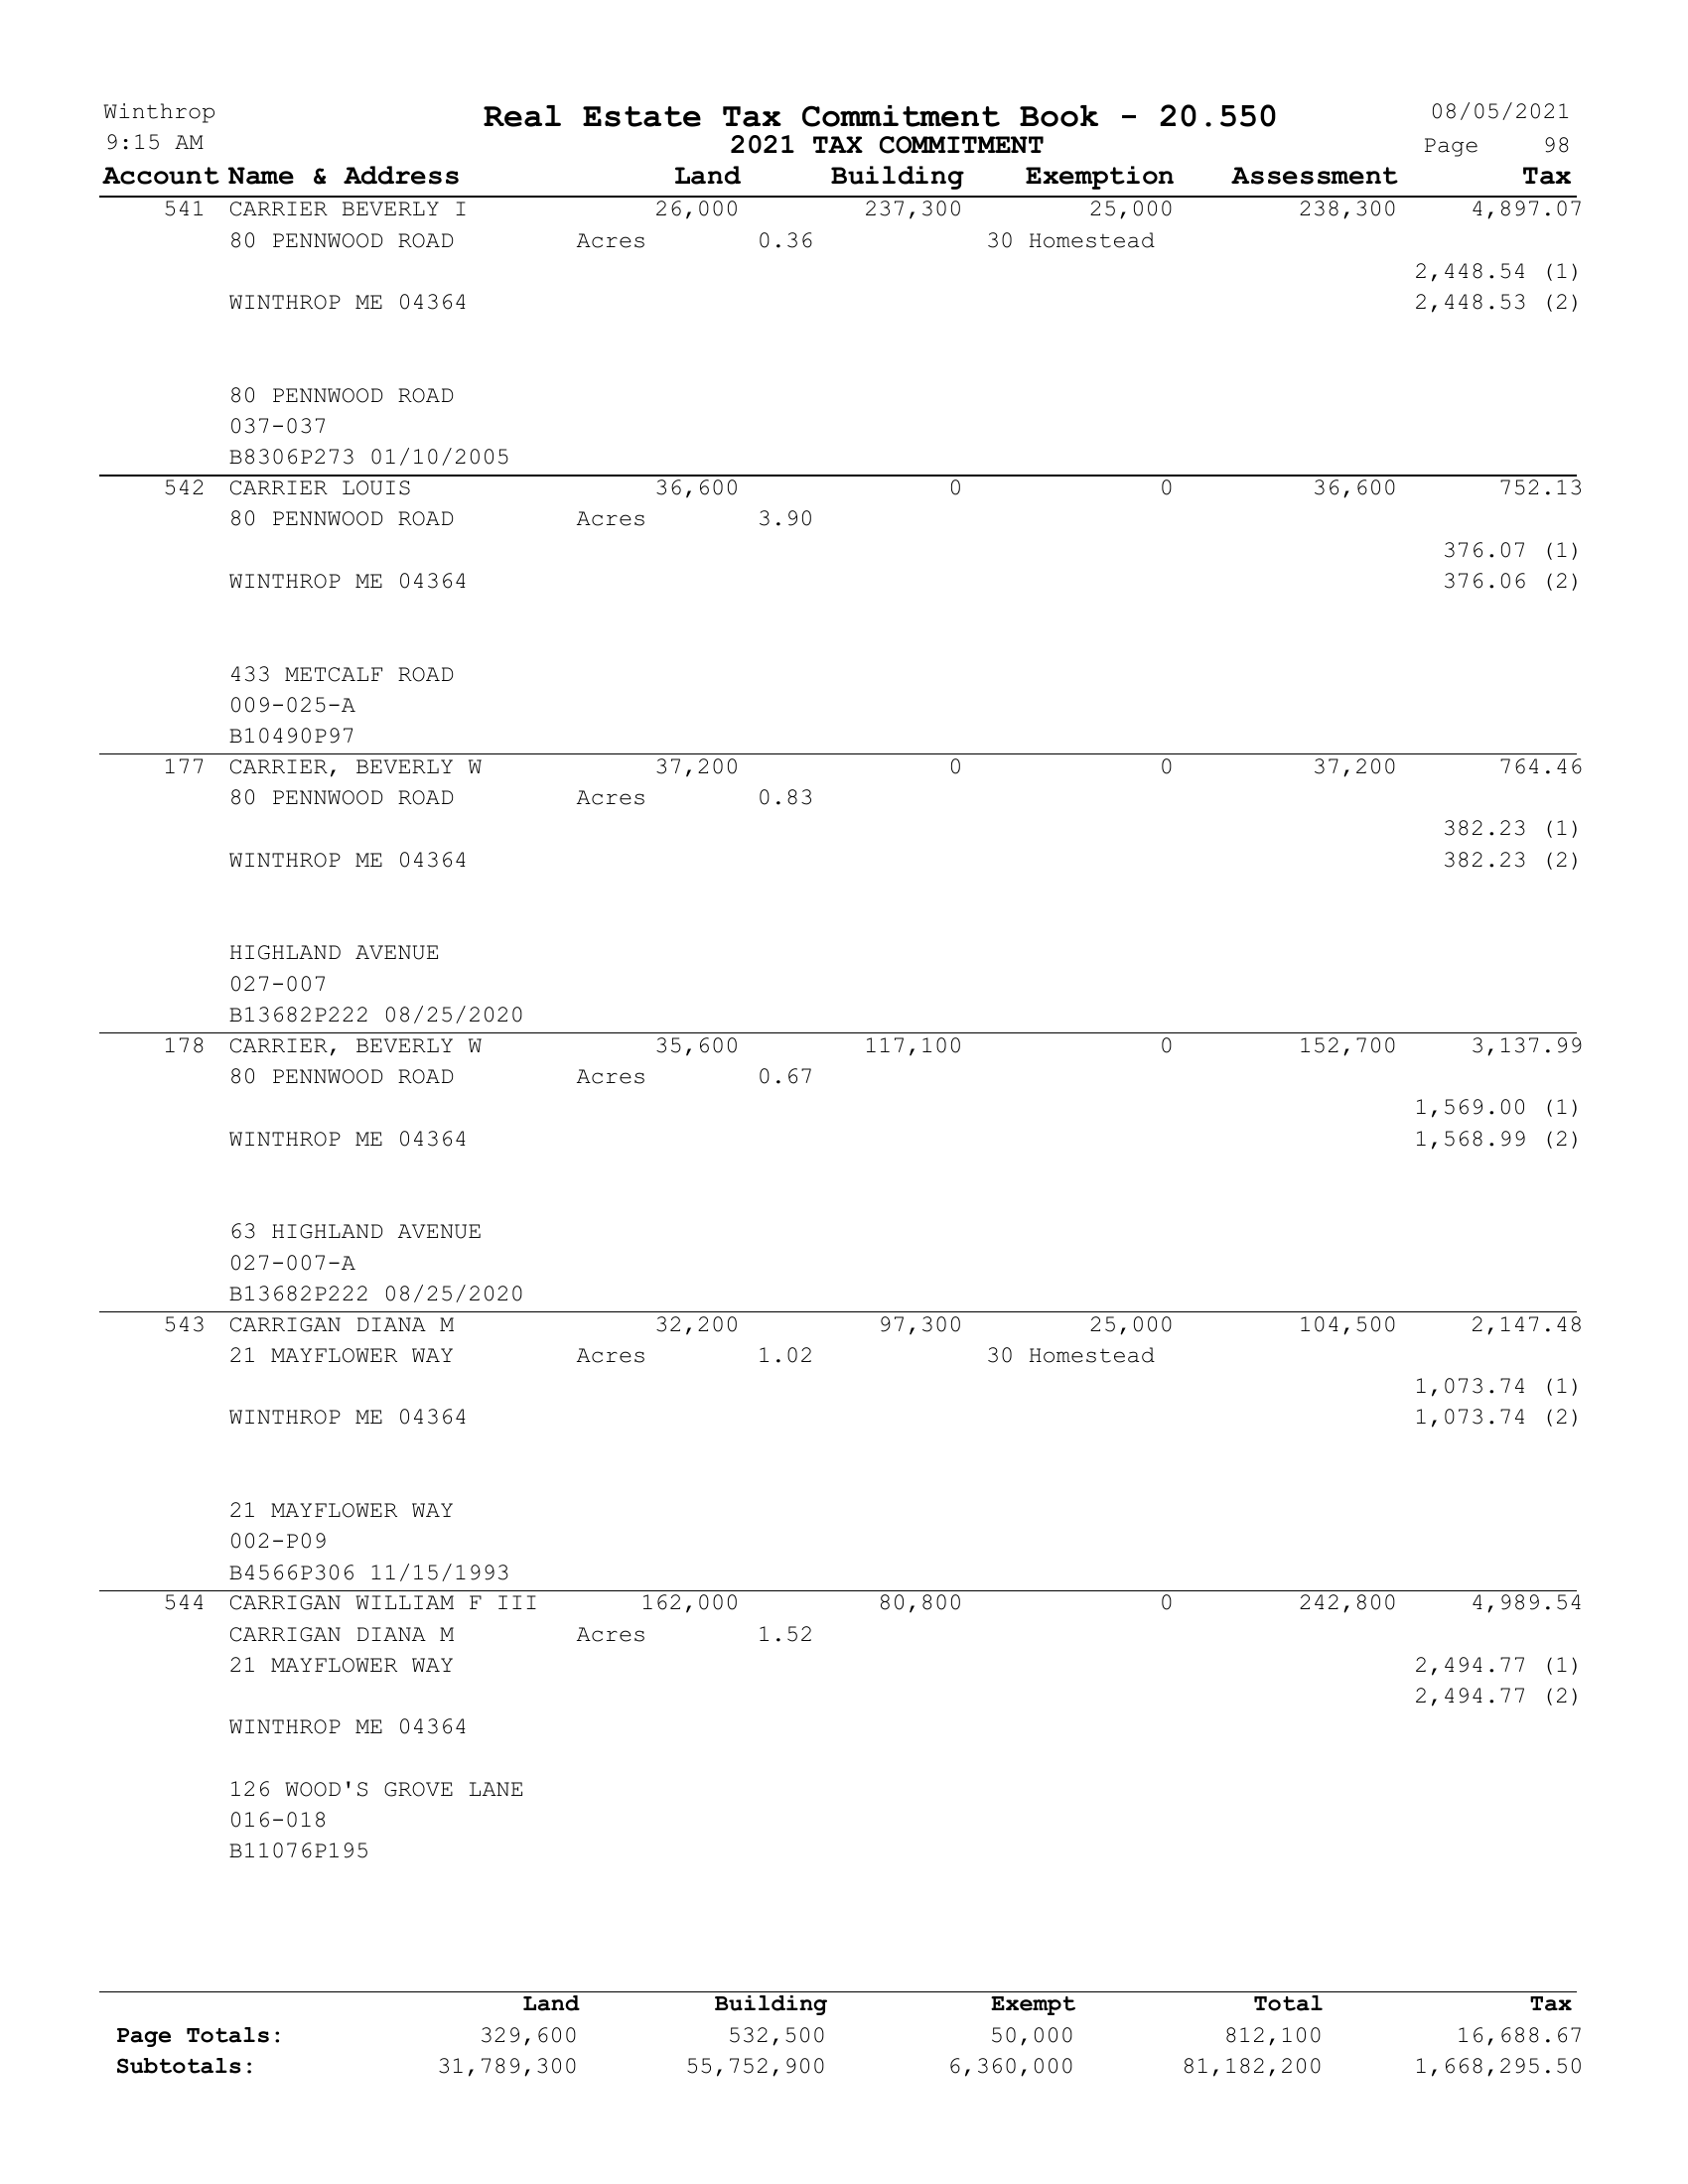 Winthrop Real Estate Tax Commitment Book - 20.550 08/05/2021
9:15 AM 2021 TAX COMMITMENT Page 98
Account Name & Address Land Building Exemption Assessment Tax
541 CARRIER BEVERLY I 26,000 237,300 25,000 238,300 4,897.07
80 PENNWOOD ROAD Acres 0.36 30 Homestead
2,448.54 (1)
WINTHROP ME 04364 2,448.53 (2)
80 PENNWOOD ROAD
037-037
B8306P273 01/10/2005
542 CARRIER LOUIS 36,600 0 0 36,600 752.13
80 PENNWOOD ROAD Acres 3.90
376.07 (1)
WINTHROP ME 04364 376.06 (2)
433 METCALF ROAD
009-025-A
B10490P97
177 CARRIER, BEVERLY W 37,200 0 0 37,200 764.46
80 PENNWOOD ROAD Acres 0.83
382.23 (1)
WINTHROP ME 04364 382.23 (2)
HIGHLAND AVENUE
027-007
B13682P222 08/25/2020
178 CARRIER, BEVERLY W 35,600 117,100 0 152,700 3,137.99
80 PENNWOOD ROAD Acres 0.67
1,569.00 (1)
WINTHROP ME 04364 1,568.99 (2)
63 HIGHLAND AVENUE
027-007-A
B13682P222 08/25/2020
543 CARRIGAN DIANA M 32,200 97,300 25,000 104,500 2,147.48
21 MAYFLOWER WAY Acres 1.02 30 Homestead
1,073.74 (1)
WINTHROP ME 04364 1,073.74 (2)
21 MAYFLOWER WAY
002-P09
B4566P306 11/15/1993
544 CARRIGAN WILLIAM F III 162,000 80,800 0 242,800 4,989.54
CARRIGAN DIANA M Acres 1.52
21 MAYFLOWER WAY 2,494.77 (1)
2,494.77 (2)
WINTHROP ME 04364
126 WOOD'S GROVE LANE
016-018
B11076P195
Land Building Exempt Total Tax
Page Totals: 329,600 532,500 50,000 812,100 16,688.67
Subtotals: 31,789,300 55,752,900 6,360,000 81,182,200 1,668,295.50